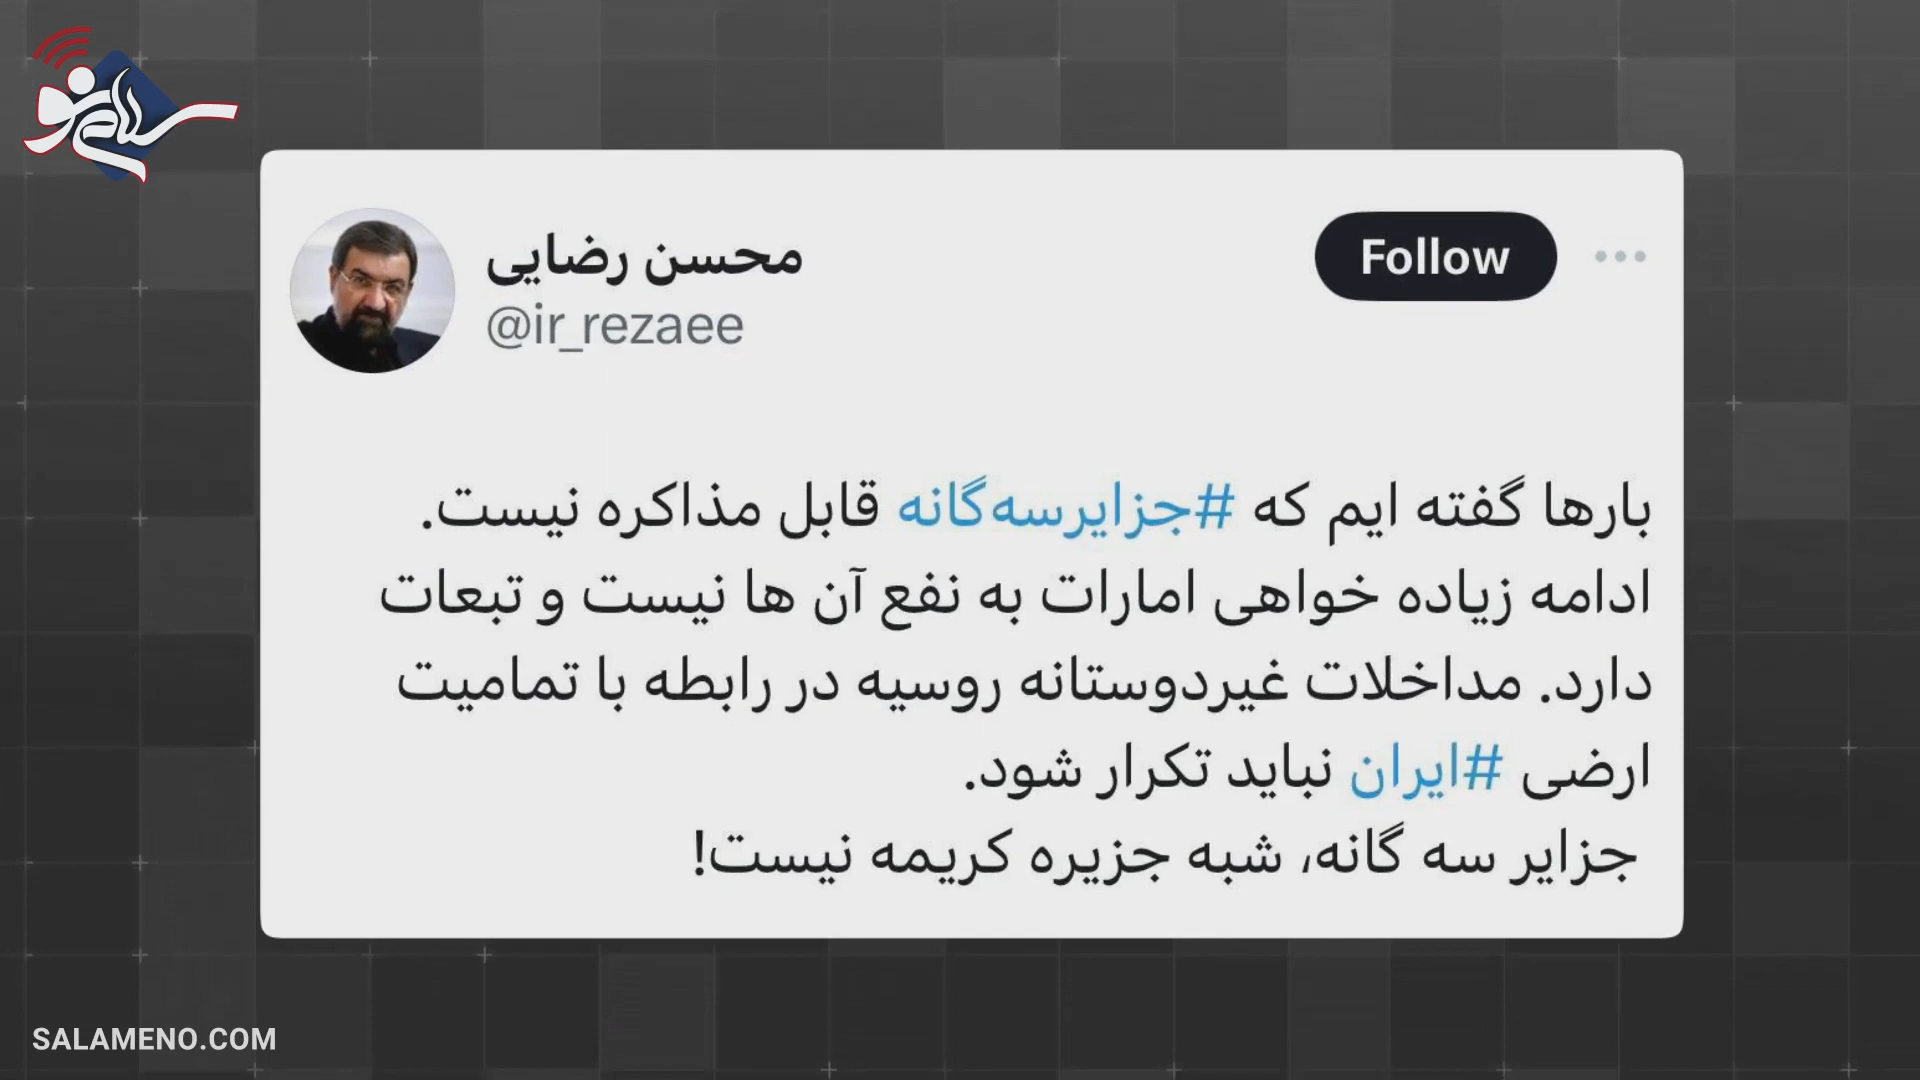 سلام نو
محسن رضایی
@ir_rezaee
Follow
بارها گفته ایم که #جزایرسه‌گانه قابل مذاکره نیست.
ادامه زیاده خواهی امارات به نفع آن ها نیست و تبعات
دارد. مداخلات غیردوستانه روسیه در رابطه با تمامیت
ارضی #ایران نباید تکرار شود.
جزایر سه گانه، شبه جزیره کریمه نیست!
SALAMENO.COM